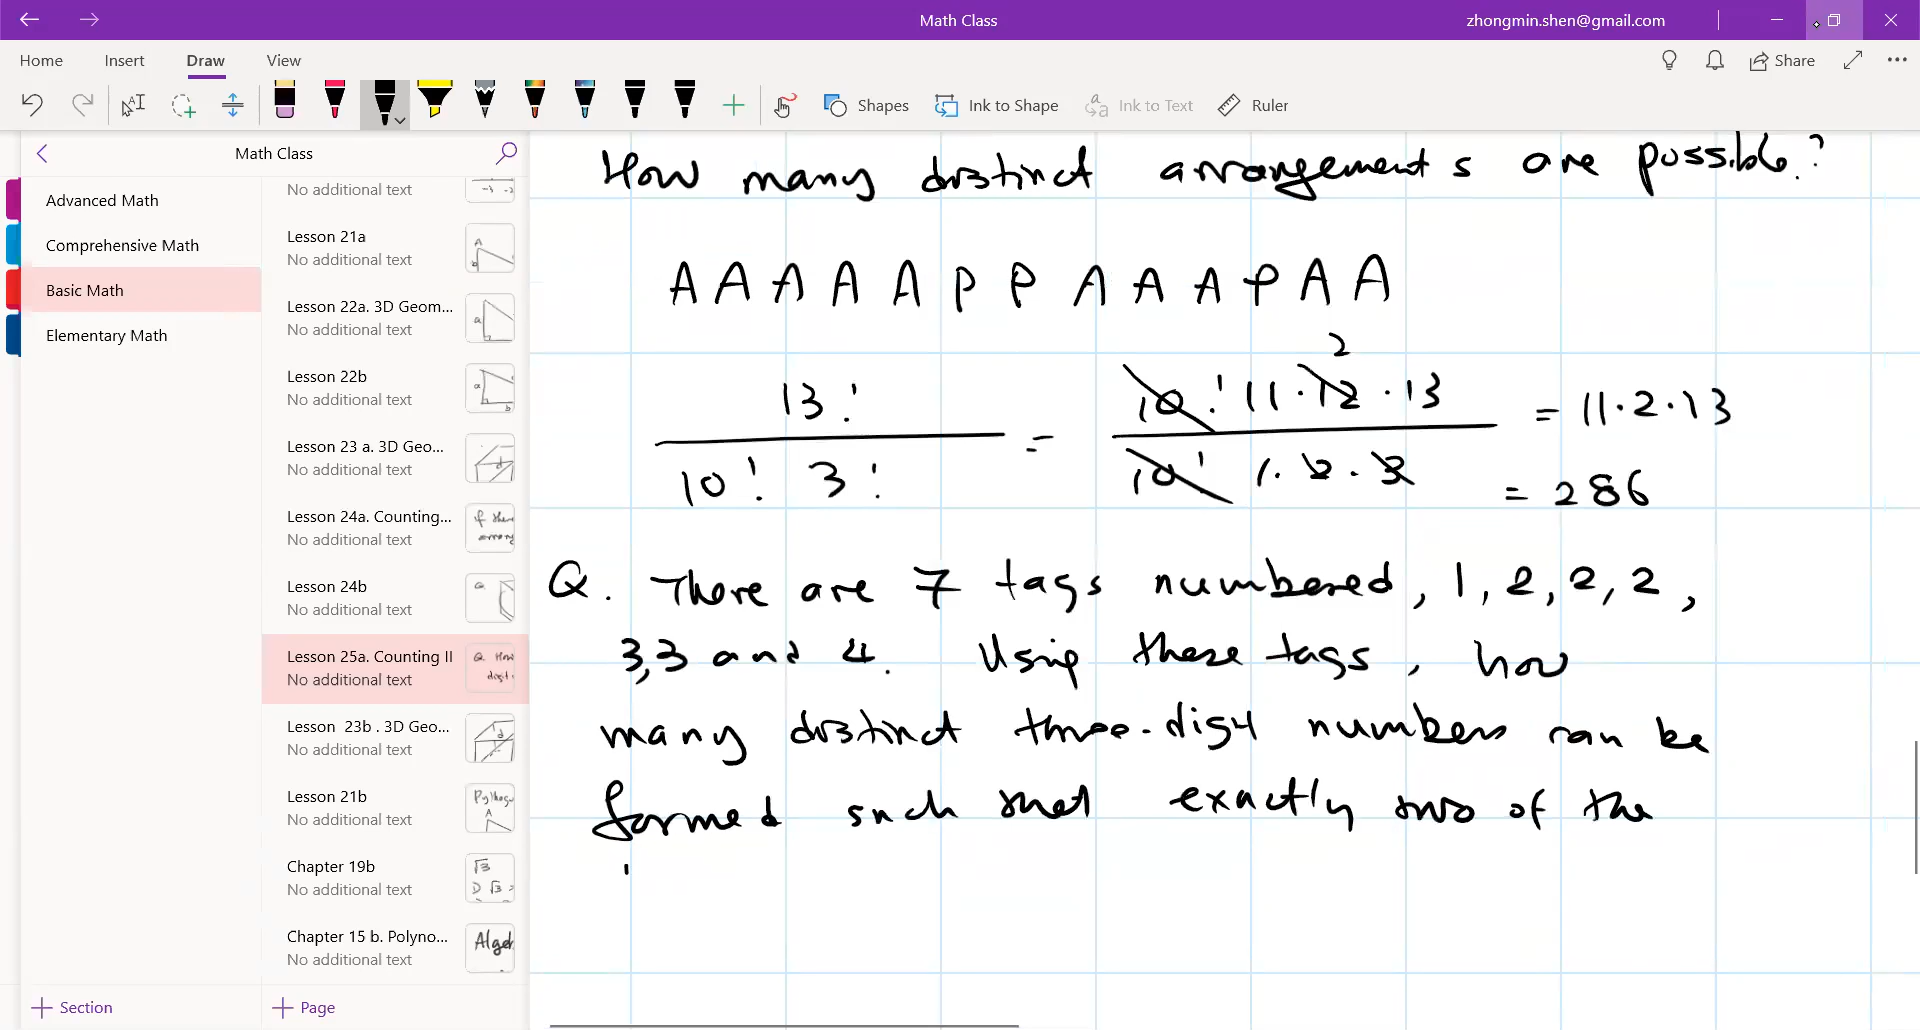 Math Class
zhongmin.shen@gmail.com
Home Insert Draw View
Share
Shapes Ink to Shape Ink to Text Ruler
Math Class
Advanced Math
Comprehensive Math
Basic Math
Elementary Math
No additional text
Lesson 21a
No additional text
Lesson 22a. 3D Geom...
No additional text
Lesson 22b
No additional text
Lesson 23 a. 3D Geo...
No additional text
Lesson 24a. Counting...
No additional text
Lesson 24b
No additional text
Lesson 25a. Counting II
No additional text
Lesson 23b . 3D Geo...
No additional text
Lesson 21b
No additional text
Chapter 19b
No additional text
Chapter 15 b. Polyno...
No additional text
Section
Page
How many distinct arrangements are possible?
A A A A A P P A A A P A A
13! / 10! 3! = 10! 11·12·13 / 10! 1·2·3 = 11·2·13
2
= 286
Q. There are 7 tags numbered, 1, 2, 2, 2,
3,3 and 4. Using these tags, how
many distinct three-digit numbers can be
formed such that exactly two of the